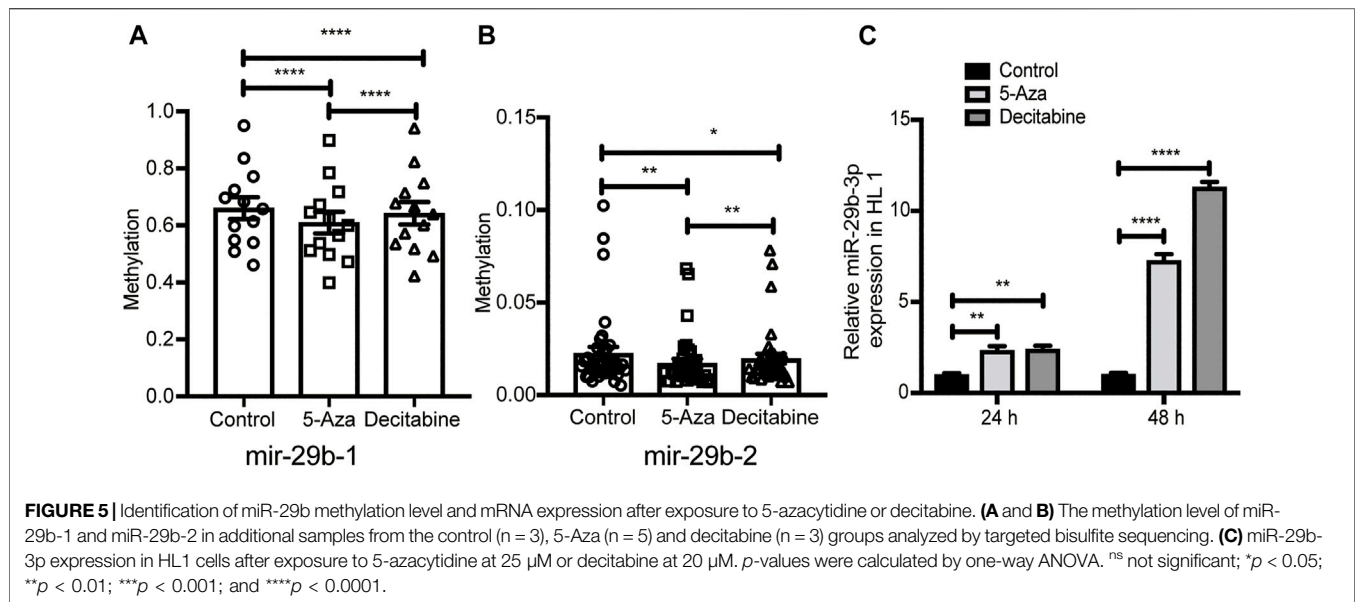 A
****
****
****
Methylation
1.0
0.8
0.6
0.4
0.2
0.0
Control 5-Aza Decitabine
mir-29b-1
B
*
**
**
Methylation
0.15
0.10
0.05
0.00
Control 5-Aza Decitabine
mir-29b-2
C
Control
5-Aza
Decitabine
Relative miR-29b-3p
expression in HL 1
15
10
5
0
**
**
****
****
24 h 48 h
FIGURE 5 | Identification of miR-29b methylation level and mRNA expression after exposure to 5-azacytidine or decitabine. (A and B) The methylation level of miR-
29b-1 and miR-29b-2 in additional samples from the control (n = 3), 5-Aza (n = 5) and decitabine (n = 3) groups analyzed by targeted bisulfite sequencing. (C) miR-29b-
3p expression in HL1 cells after exposure to 5-azacytidine at 25 μM or decitabine at 20 μM. p-values were calculated by one-way ANOVA. ns not significant; *p < 0.05;
**p < 0.01; ***p < 0.001; and ****p < 0.0001.